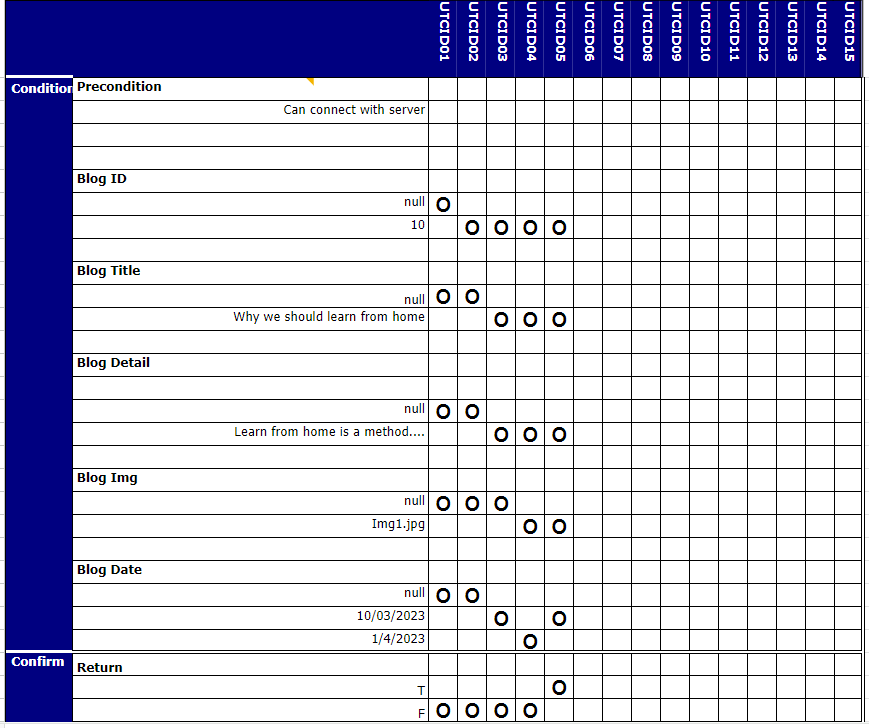 UTCID01 UTCID02 UTCID03 UTCID04 UTCID05 UTCID06 UTCID07 UTCID08 UTCID09 UTCID10 UTCID11 UTCID12 UTCID13 UTCID14 UTCID15
Condition Precondition
Can connect with server
Blog ID
null O
10 O O O O
Blog Title
null O O
Why we should learn from home O O O
Blog Detail
null O O
Learn from home is a method.... O O O
Blog Img
null O O O
Img1.jpg O O
Blog Date
null O O
10/03/2023 O O
1/4/2023 O
Confirm Return
T O
F O O O O